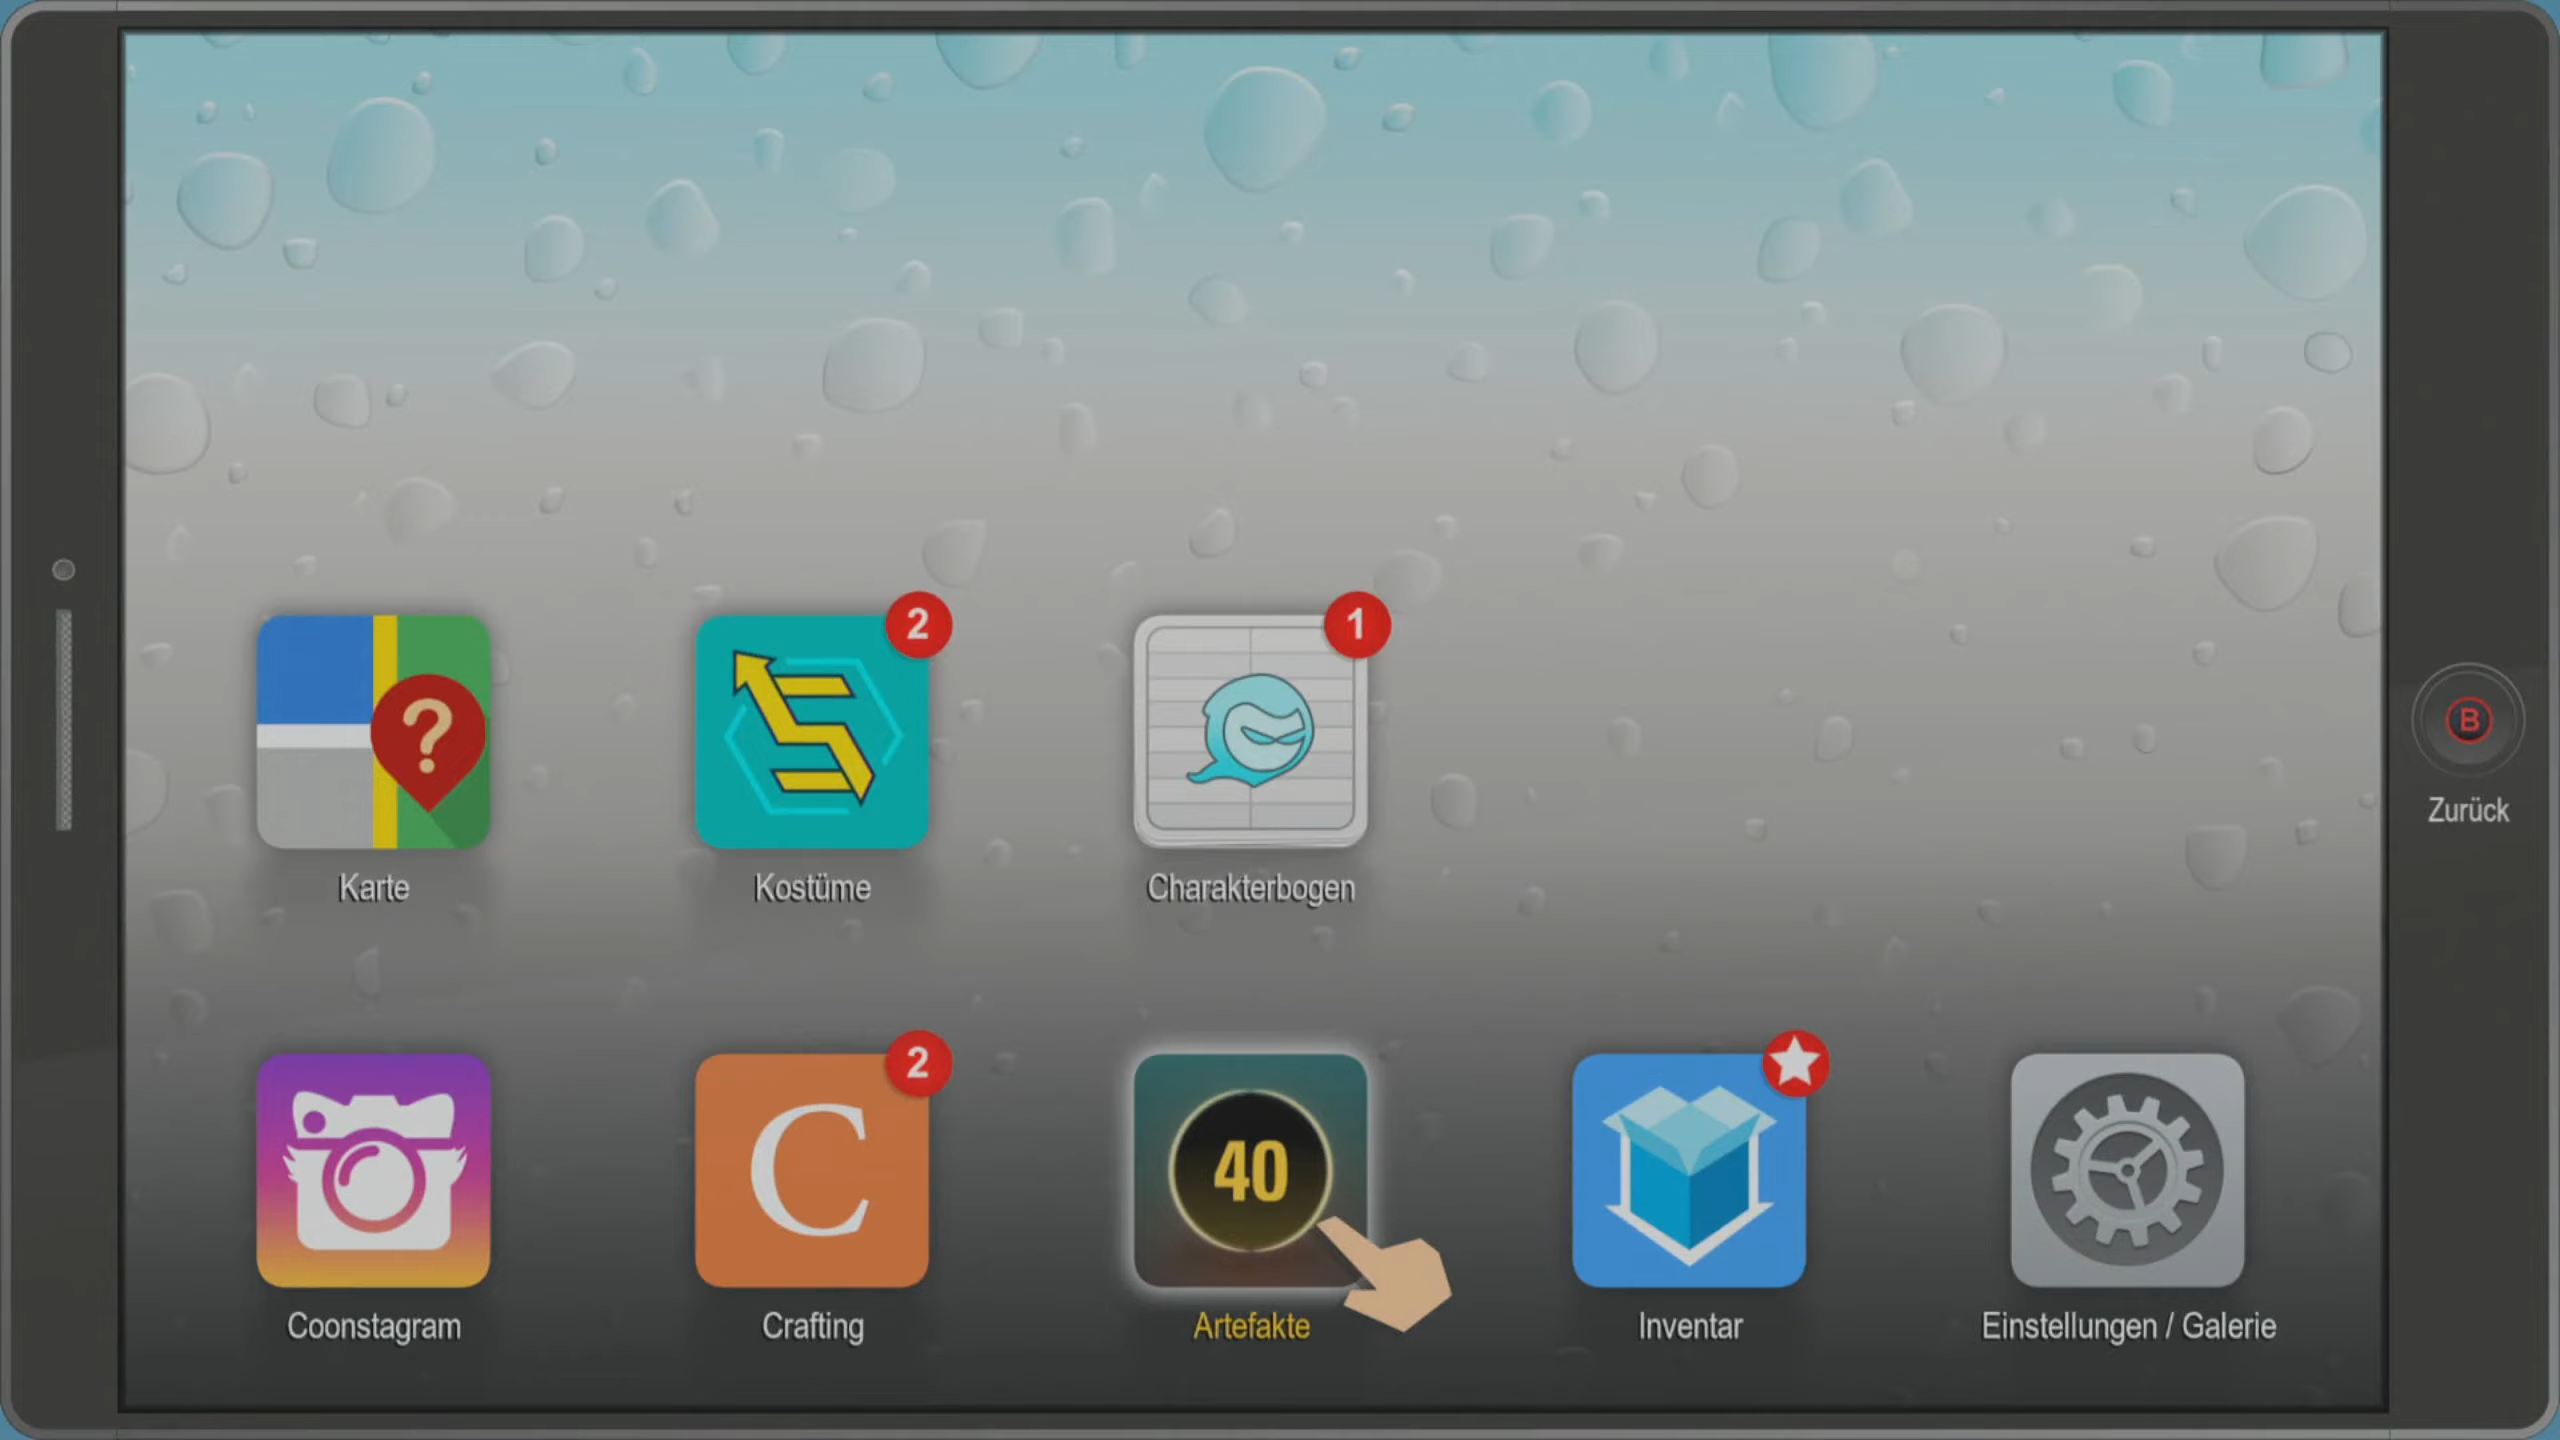 2
1
?
B
Zurück
Karte
Kostüme
Charakterbogen
2
C
40
Coonstagram
Crafting
Artefakte
Inventar
Einstellungen / Galerie